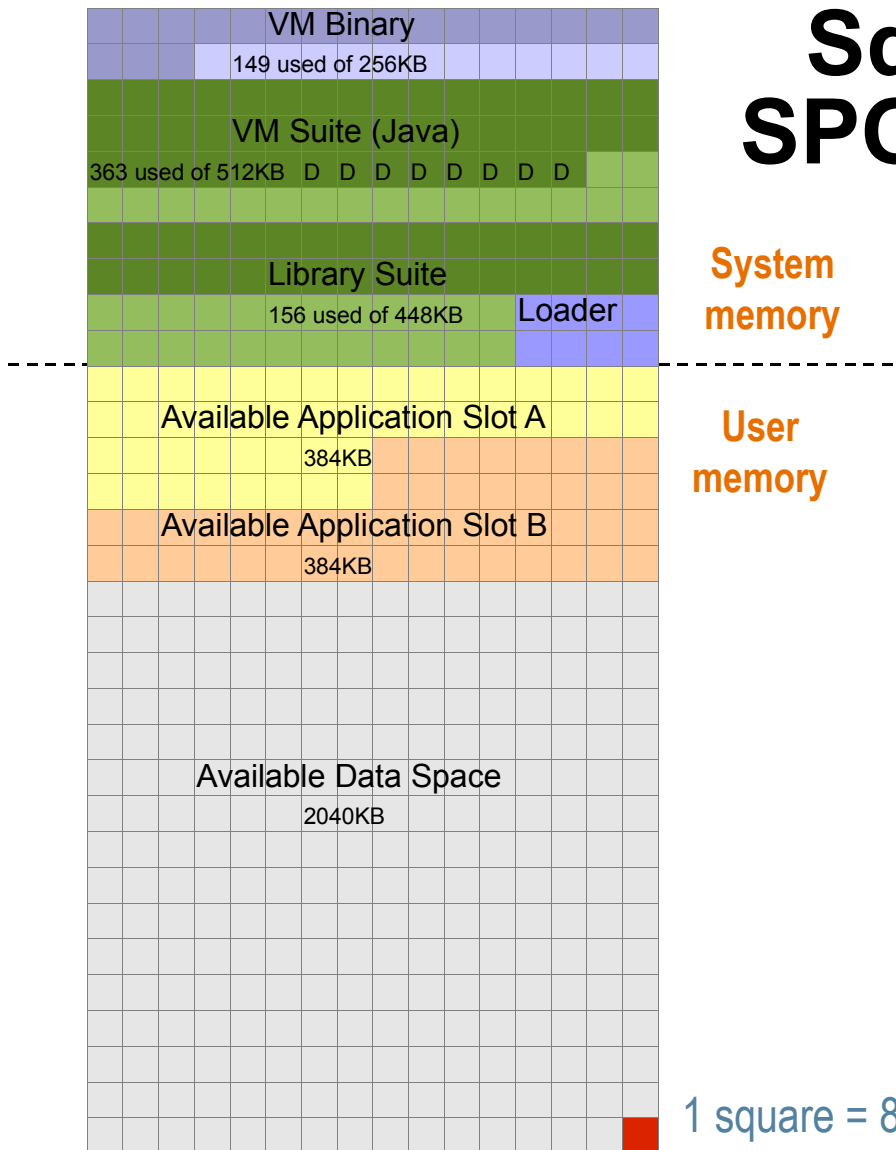 VM Binary
149 used of 256KB
VM Suite (Java)
363 used of 512KB D D D D D D D D
Library Suite
156 used of 448KB
Loader
System
memory
Available Application Slot A
384KB
User
memory
Available Application Slot B
384KB
Available Data Space
2040KB
1 square = 8